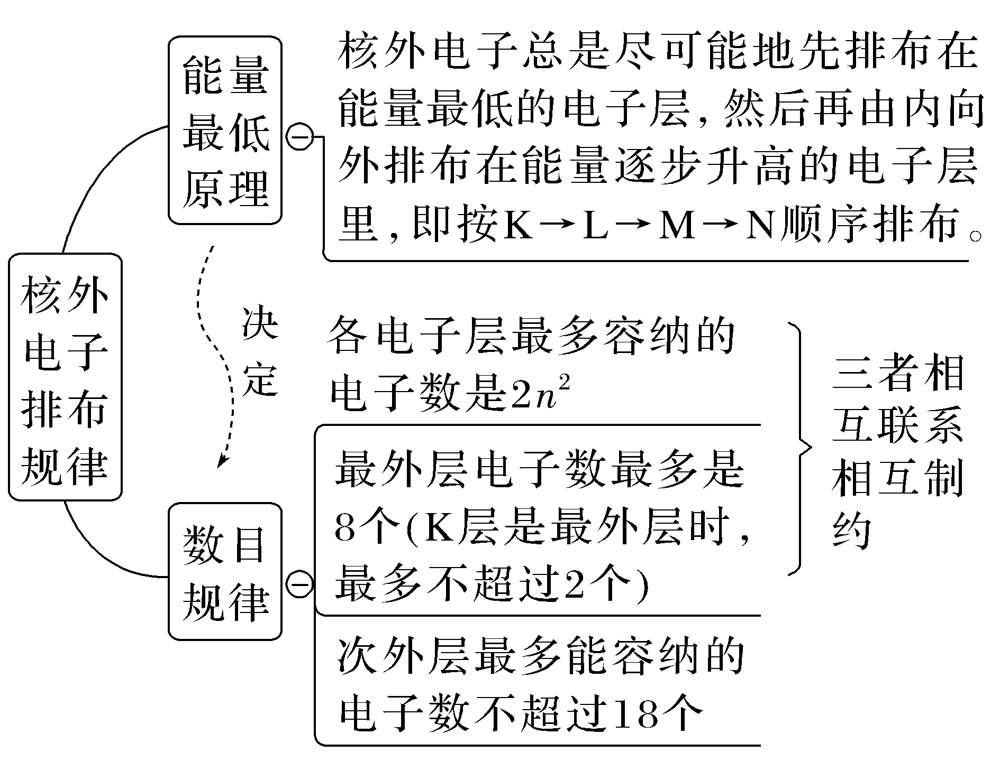 核外
电子
排布
规律
能量
最低
原理
核外电子总是尽可能地先排布在
能量最低的电子层，然后再由内向
外排布在能量逐步升高的电子层
里，即按K→L→M→N顺序排布。
决
定
数目
规律
各电子层最多容纳的
电子数是2n²
最外层电子数最多是
8个(K层是最外层时，
最多不超过2个)
次外层最多能容纳的
电子数不超过18个
三者相
互联系
相互制
约